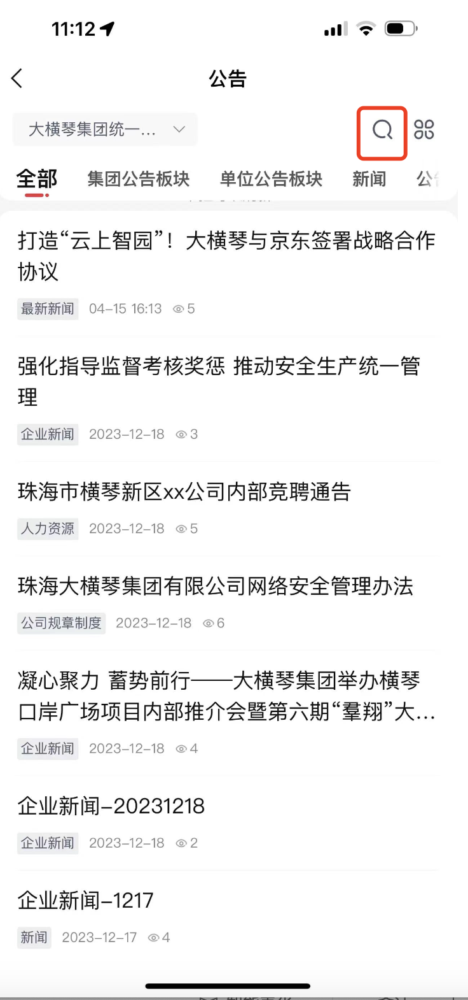 11:12
公告
大横琴集团统一...
全部 集团公告板块 单位公告板块 新闻 公
打造“云上智园”！大横琴与京东签署战略合作
协议
最新新闻 04-15 16:13 5
强化指导监督考核奖惩 推动安全生产统一管
理
企业新闻 2023-12-18 3
珠海市横琴新区xx公司内部竞聘通告
人力资源 2023-12-18 5
珠海大横琴集团有限公司网络安全管理办法
公司规章制度 2023-12-18 6
凝心聚力 蓄势前行——大横琴集团举办横琴
口岸广场项目内部推介会暨第六期“羣翔”大...
企业新闻 2023-12-18 4
企业新闻-20231218
企业新闻 2023-12-18 2
企业新闻-1217
新闻 2023-12-17 4